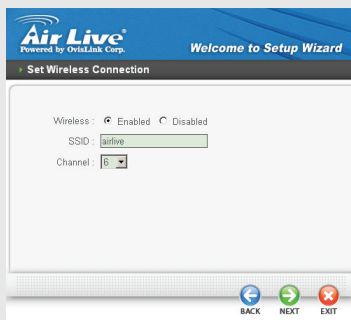 Air Live®
Powered by OvisLink Corp.
Welcome to Setup Wizard
Set Wireless Connection
Wireless : Enabled Disabled
SSID : airlive
Channel : 6
BACK NEXT EXIT